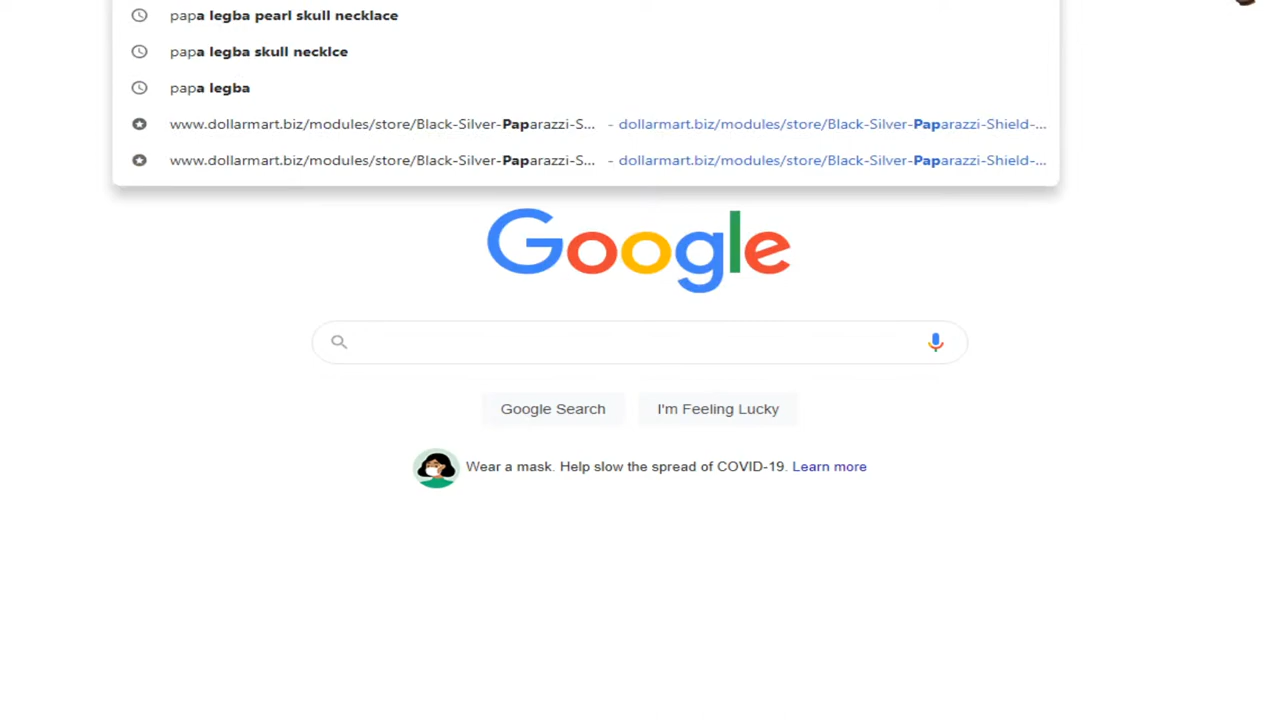 papa legba pearl skull necklace
papa legba skull necklce
papa legba
www.dollarmart.biz/modules/store/Black-Silver-Paparazzi-S... - dollarmart.biz/modules/store/Black-Silver-Paparazzi-Shield-...
www.dollarmart.biz/modules/store/Black-Silver-Paparazzi-S... - dollarmart.biz/modules/store/Black-Silver-Paparazzi-Shield-...
Google
Google Search I'm Feeling Lucky
Wear a mask. Help slow the spread of COVID-19. Learn more